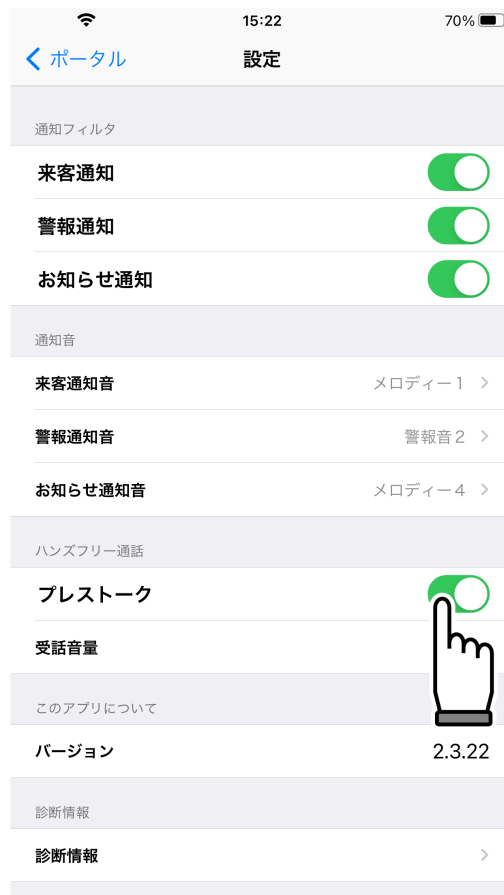 15:22 70%
ポータル 設定
通知フィルタ
来客通知
警報通知
お知らせ通知
通知音
来客通知音 メロディー1
警報通知音 警報音2
お知らせ通知音 メロディー4
ハンズフリー通話
プレストーク
受話音量
このアプリについて
バージョン 2.3.22
診断情報
診断情報